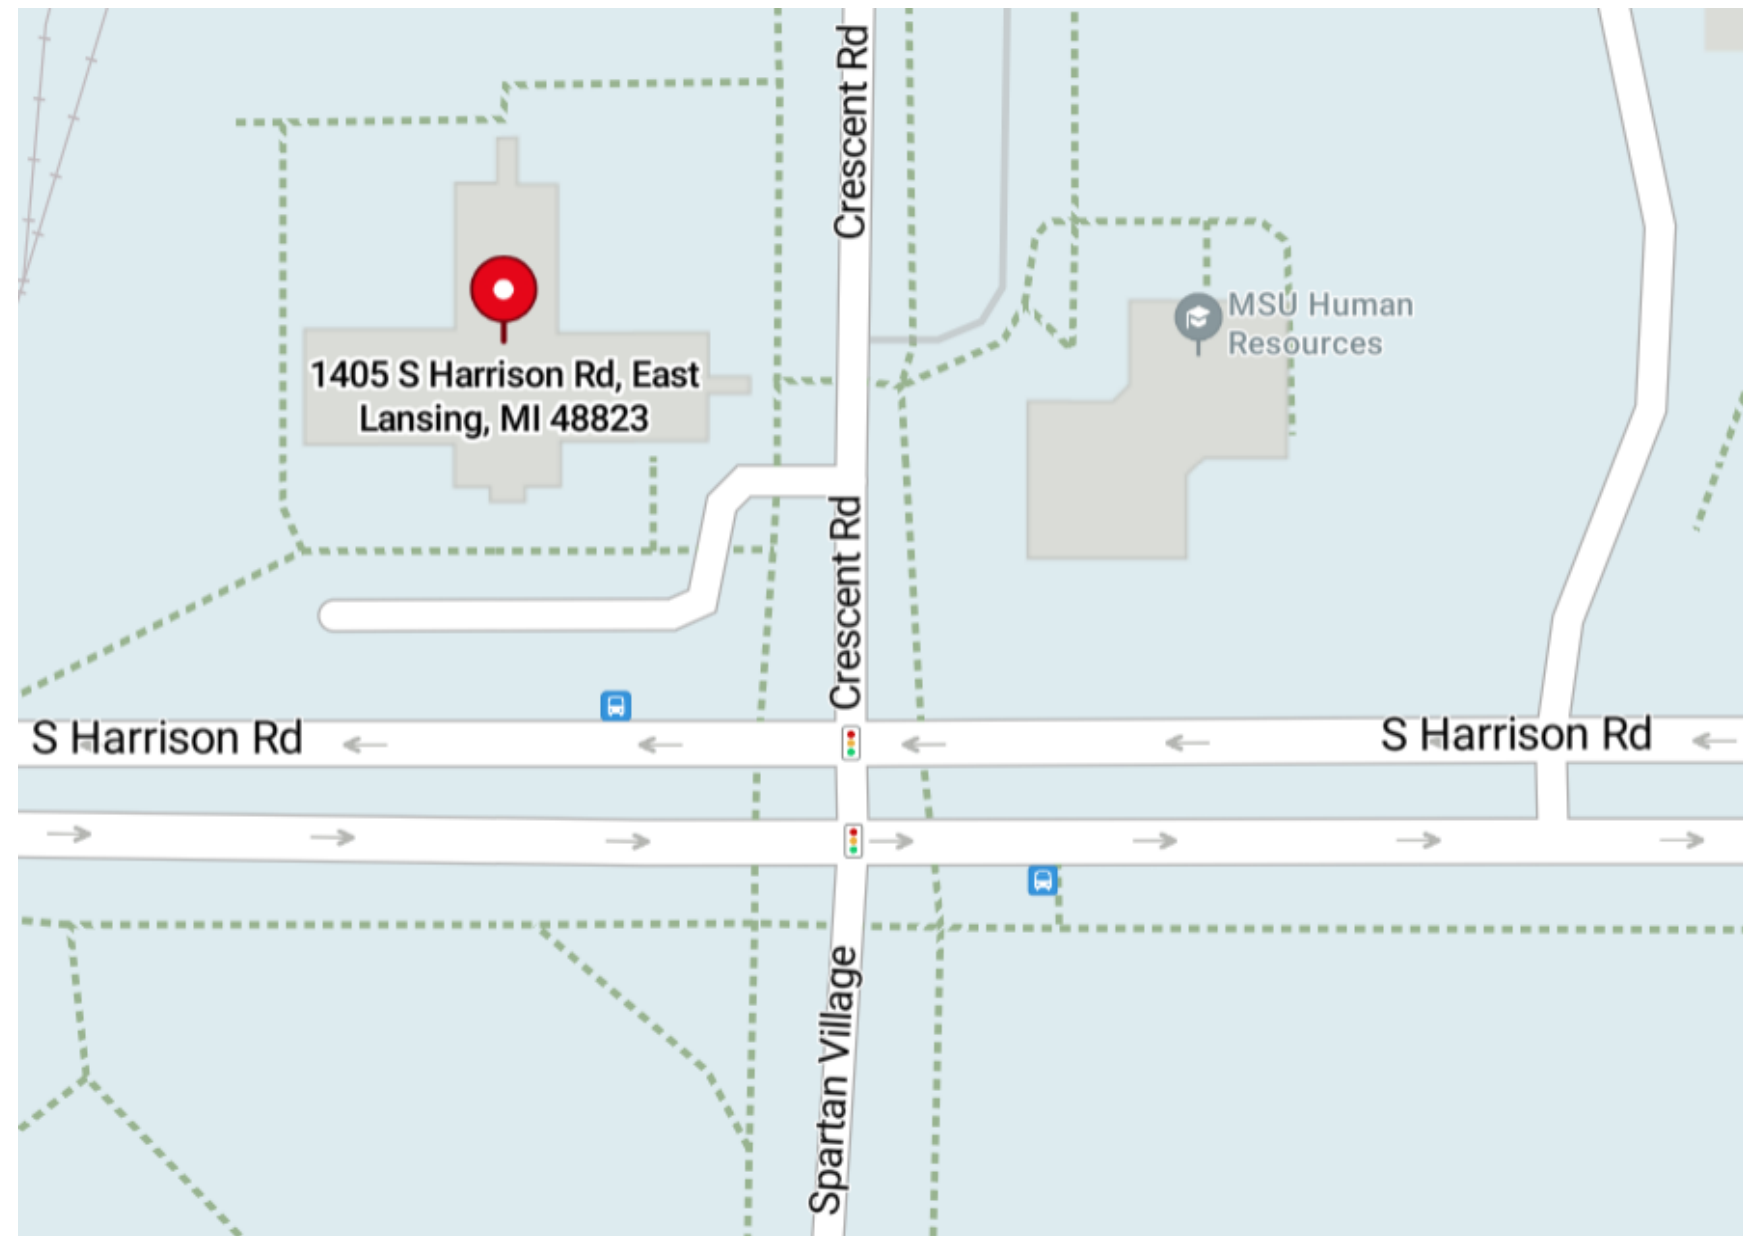 Crescent Rd
MSU Human
Resources
1405 S Harrison Rd, East
Lansing, MI 48823
Crescent Rd
S Harrison Rd
S Harrison Rd
Spartan Village